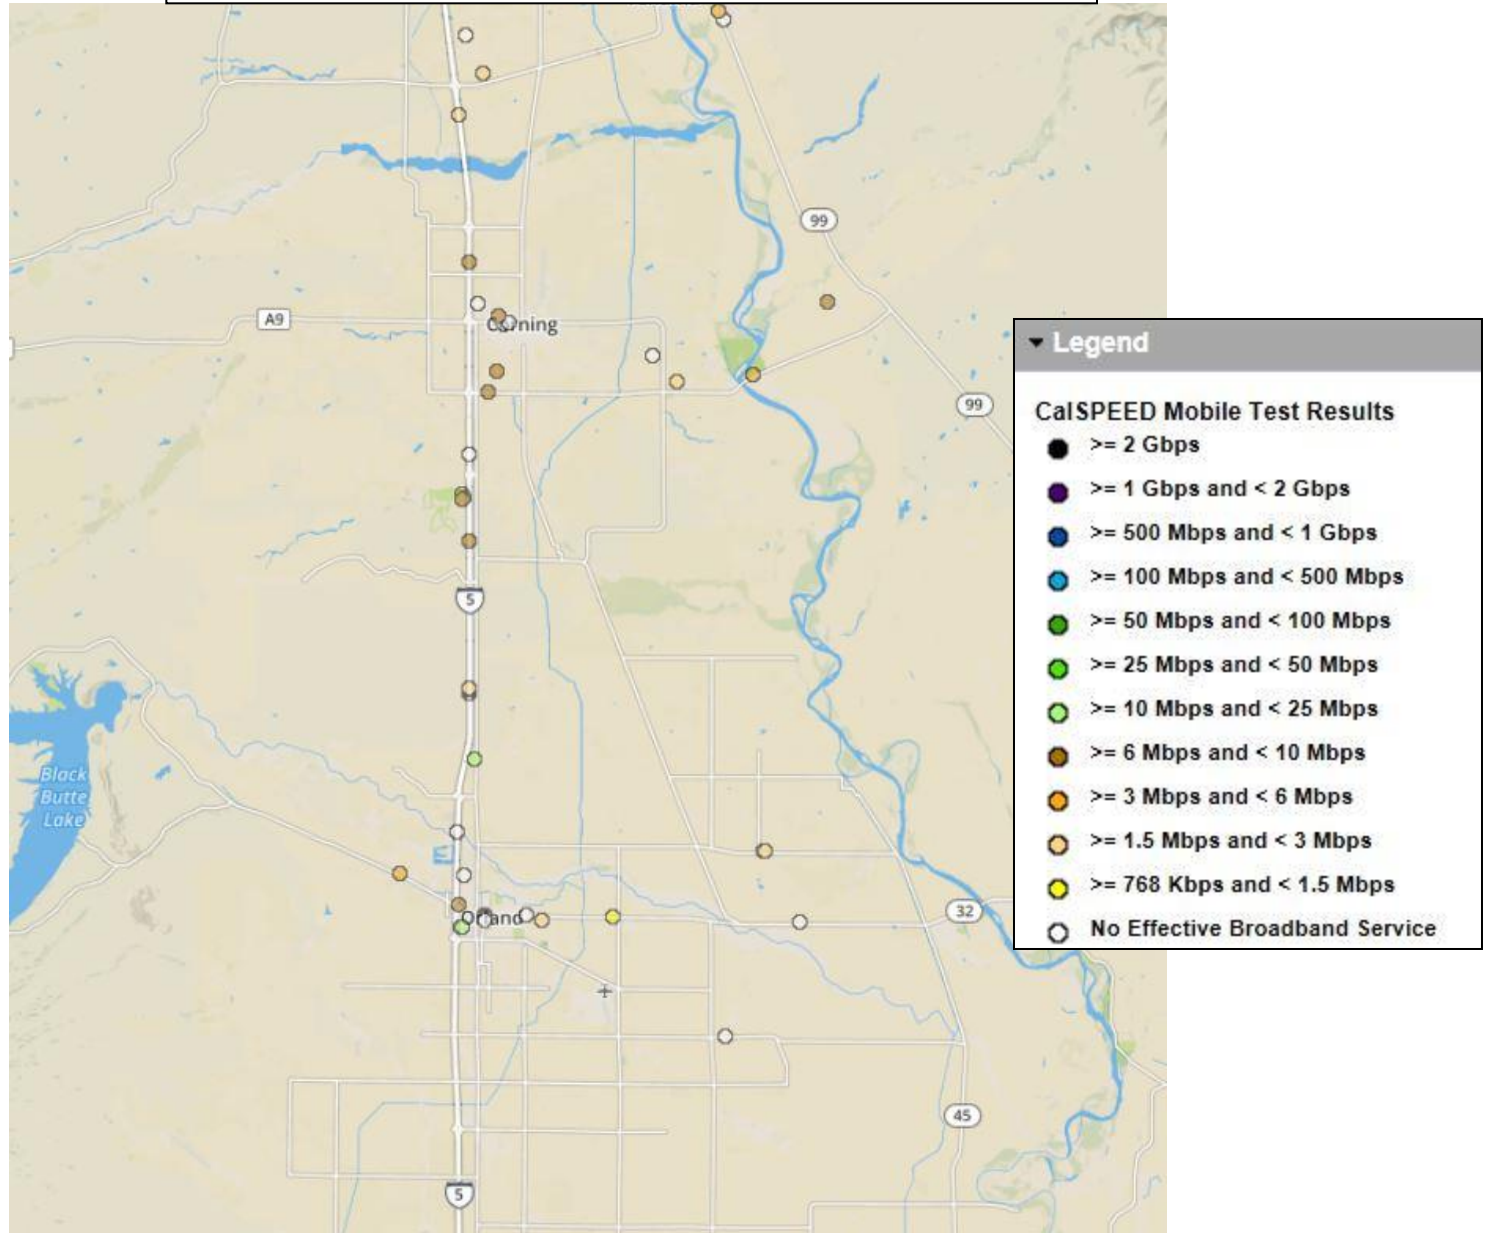 99
A9
Corning
99
5
Black
Butte
Lake
Orland
32
45
5
Legend
CalSPEED Mobile Test Results
>= 2 Gbps
>= 1 Gbps and < 2 Gbps
>= 500 Mbps and < 1 Gbps
>= 100 Mbps and < 500 Mbps
>= 50 Mbps and < 100 Mbps
>= 25 Mbps and < 50 Mbps
>= 10 Mbps and < 25 Mbps
>= 6 Mbps and < 10 Mbps
>= 3 Mbps and < 6 Mbps
>= 1.5 Mbps and < 3 Mbps
>= 768 Kbps and < 1.5 Mbps
No Effective Broadband Service